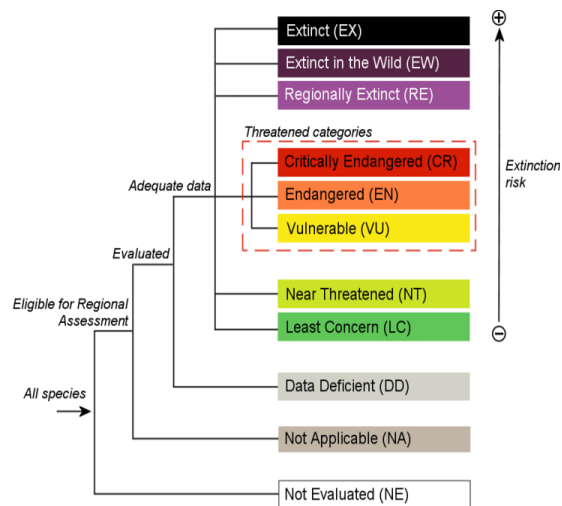 Extinct (EX)
Extinct in the Wild (EW)
Regionally Extinct (RE)
Threatened categories
Critically Endangered (CR)
Endangered (EN)
Vulnerable (VU)
Adequate data
Extinction
risk
Evaluated
Near Threatened (NT)
Eligible for Regional
Assessment
Least Concern (LC)
Data Deficient (DD)
All species
Not Applicable (NA)
Not Evaluated (NE)